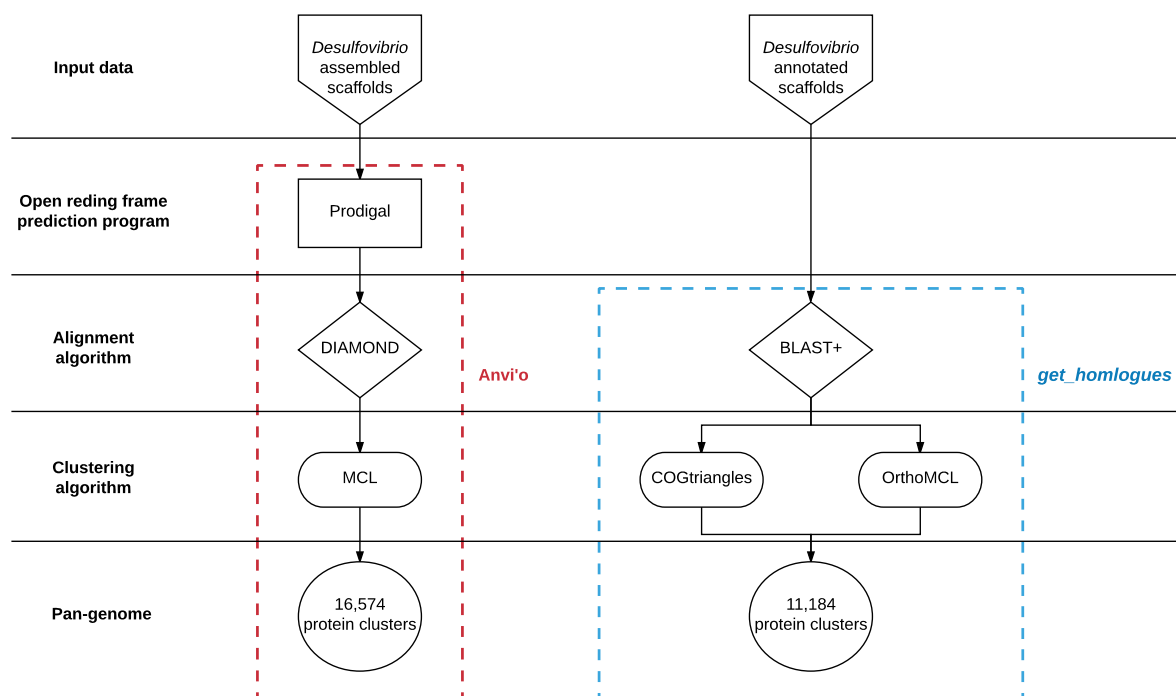 Input data
Desulfovibrio
assembled
scaffolds
Desulfovibrio
annotated
scaffolds
Open reding frame
prediction program
Prodigal
Alignment
algorithm
DIAMOND
Anvi'o
BLAST+
get_homlogues
Clustering
algorithm
MCL
COGtriangles
OrthoMCL
Pan-genome
16,574
protein clusters
11,184
protein clusters